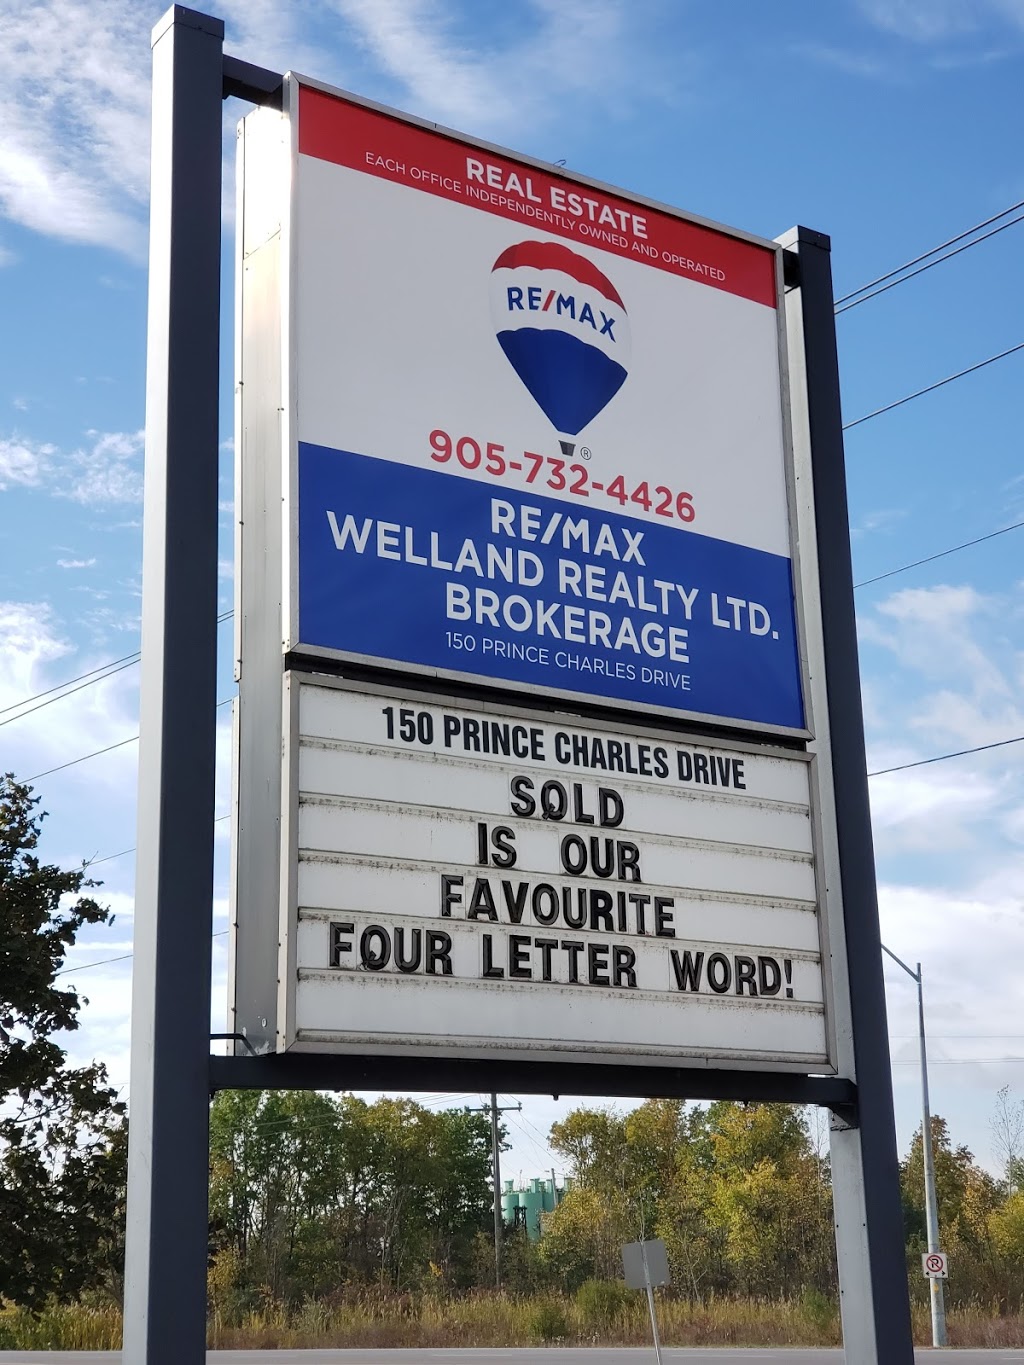 REAL ESTATE
EACH OFFICE INDEPENDENTLY OWNED AND OPERATED
RE/MAX
®
905-732-4426
RE/MAX
WELLAND REALTY LTD.
BROKERAGE
150 PRINCE CHARLES DRIVE
150 PRINCE CHARLES DRIVE
SOLD
IS OUR
FAVOURITE
FOUR LETTER WORD!